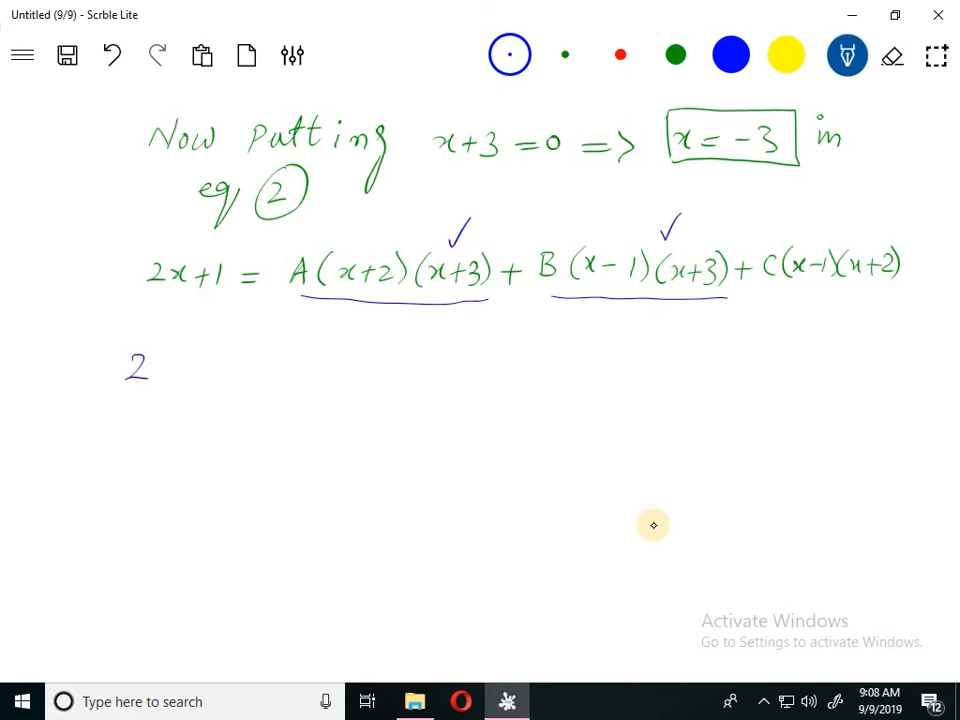 Untitled (9/9) - Scrble Lite
Now Putting x+3 = 0 => x = -3 in
eq 2
2x+1 = A(x+2)(x+3) + B(x-1)(x+3) + C(x-1)(x+2)
2
Activate Windows
Go to Settings to activate Windows.
Type here to search
9:08 AM
9/9/2019
12